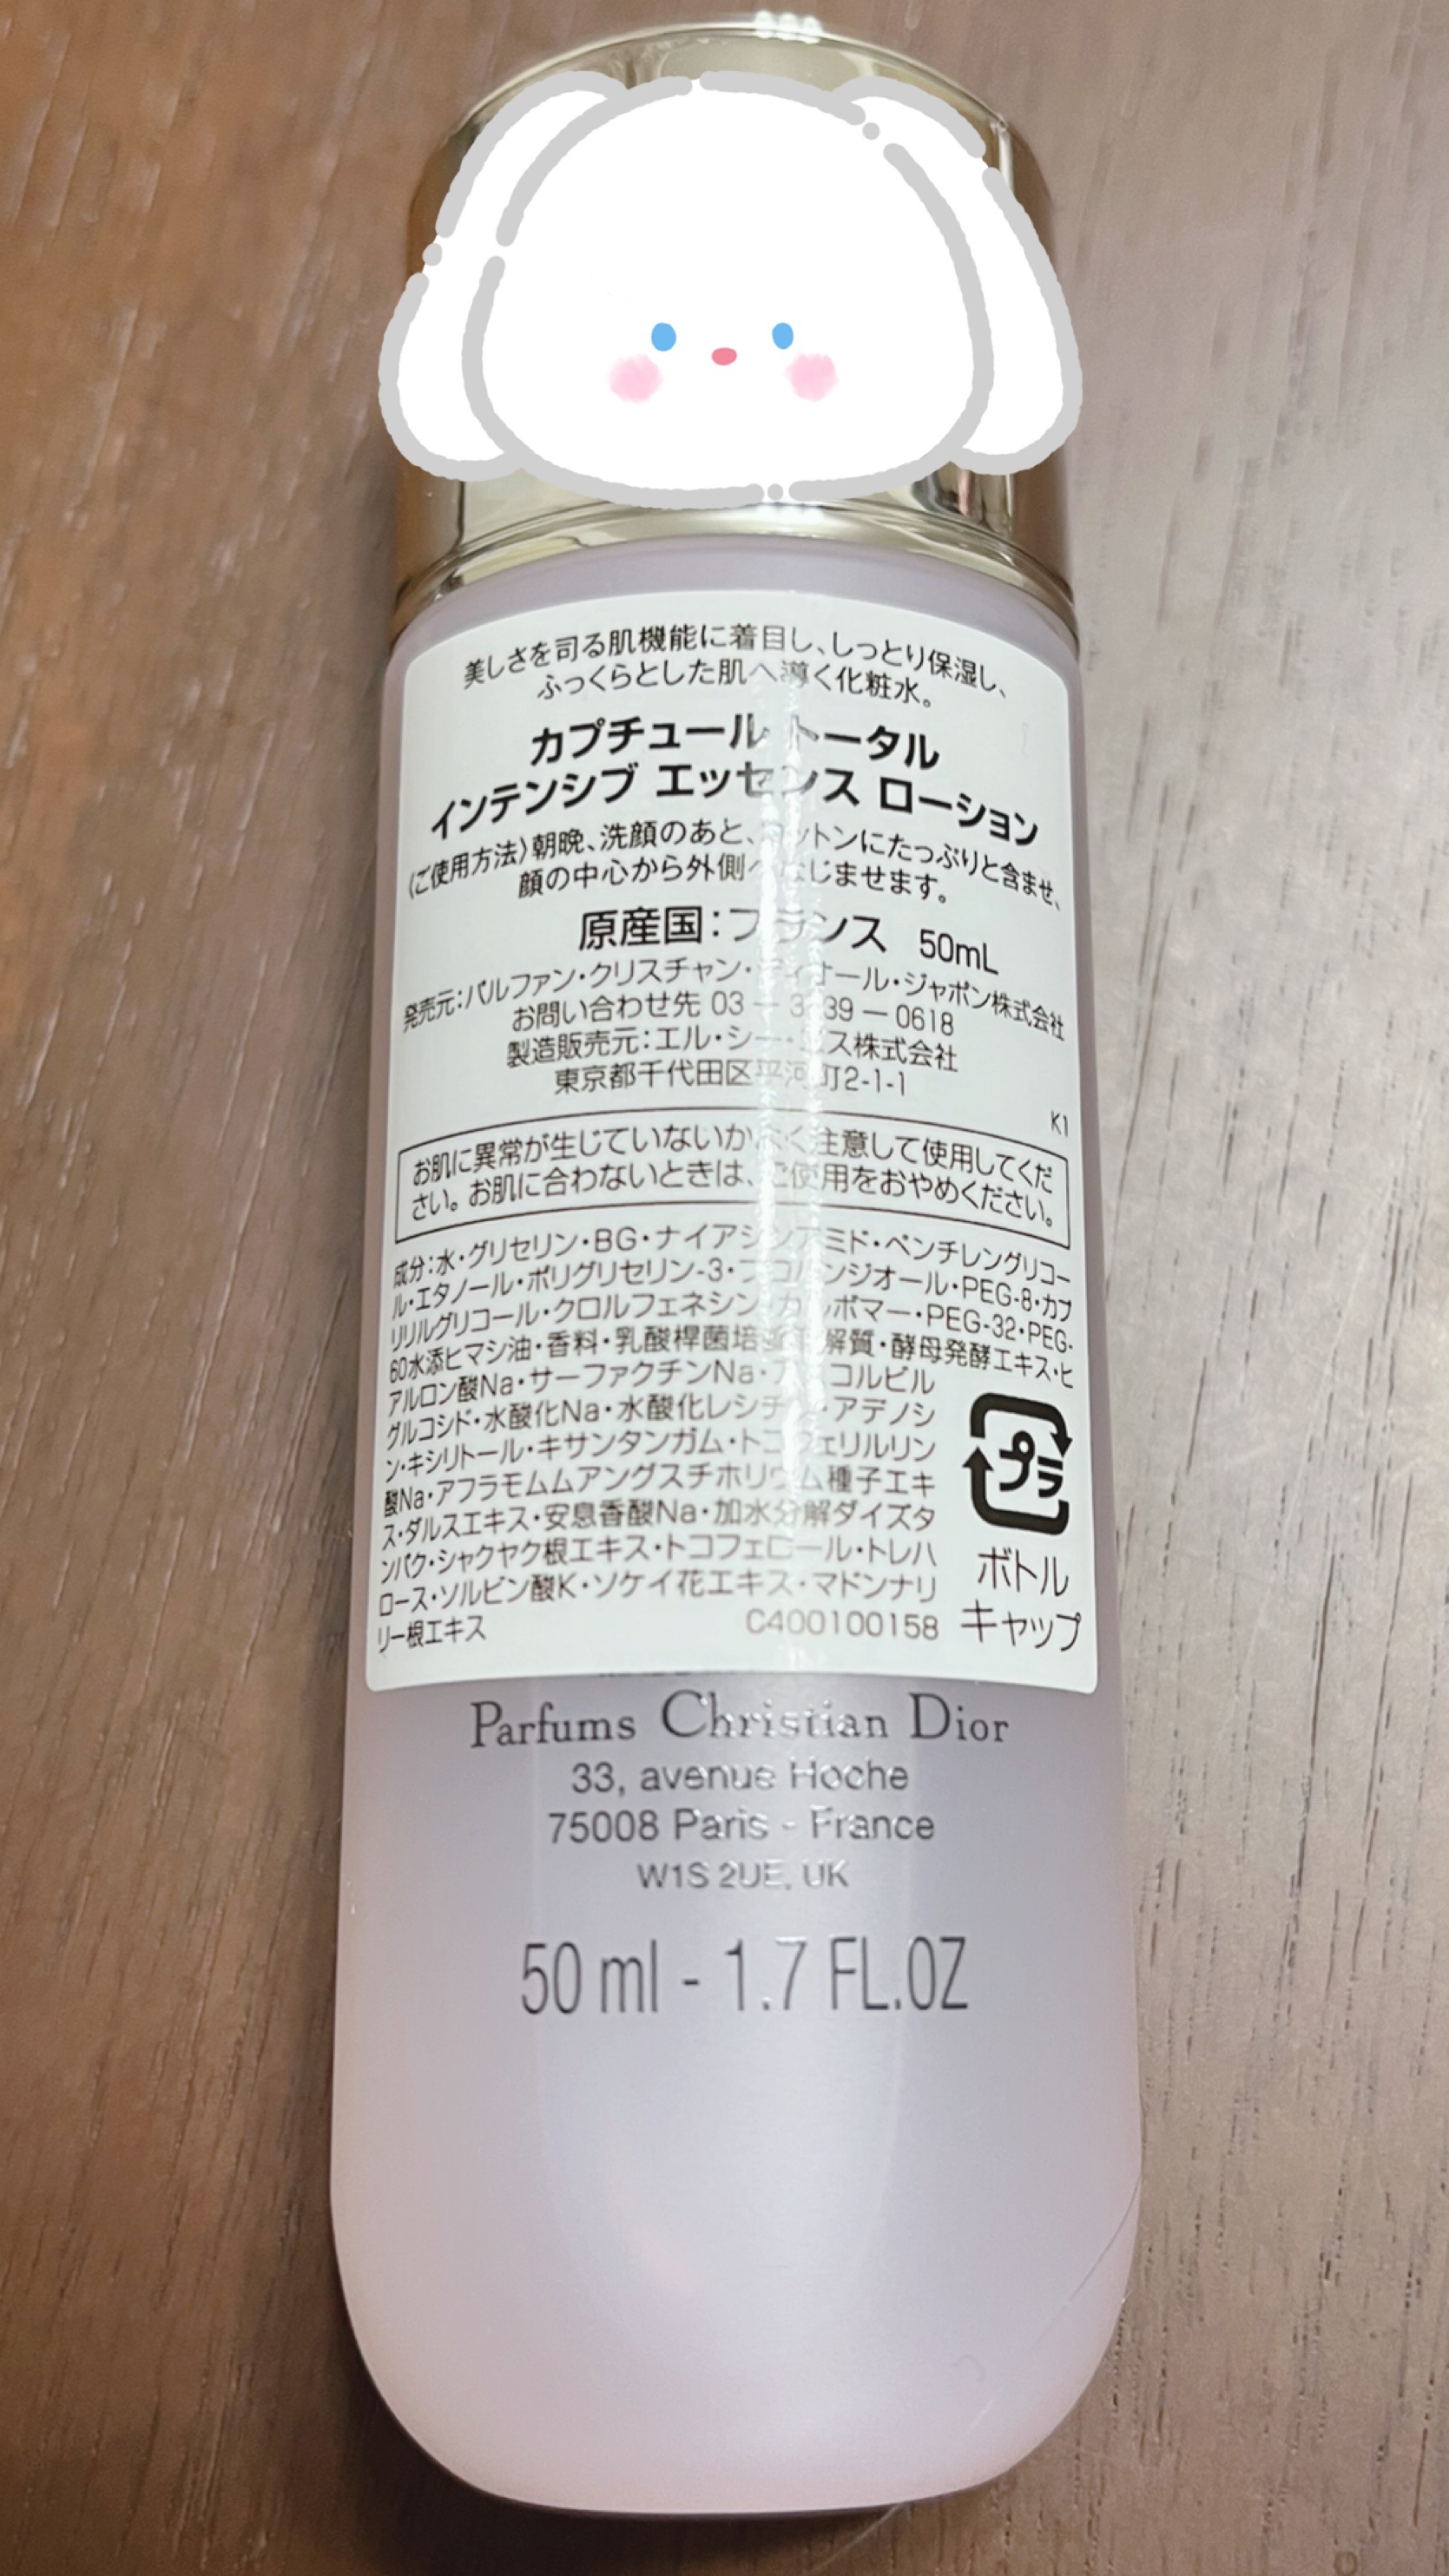 美しさを司る肌機能に着目し、しっとり保湿し、
ふっくらとした肌へ導く化粧水。
カプチュール トータル
インテンシブ エッセンス ローション
〈ご使用方法〉朝晩、洗顔のあと、コットンにたっぷりと含ませ、
顔の中心から外側へなじませます。
原産国：フランス 50mL
発売元：パルファン・クリスチャン・ディオール・ジャポン株式会社
お問い合わせ先 03 – 3 39 – 0618
製造販売元：エル・シー・ 株式会社
東京都千代田区平河町2-1-1
K1
お肌に異常が生じていないかよく注意して使用してくだ
さい。お肌に合わないときは、ご使用をおやめください。
成分：水・グリセリン・BG・ナイアシンアミド・ペンチレングリコー
ル・エタノール・ポリグリセリン-3・プロパンジオール・PEG-8・カプ
リリルグリコール・クロルフェネシン・カルボマー・PEG-32・PEG-
60水添ヒマシ油・香料・乳酸桿菌培養溶解質・酵母発酵エキス・ヒ
アルロン酸Na・サーファクチンNa・アスコルビル
グルコシド・水酸化Na・水酸化レシチン・アデノシ
ン・キシリトール・キサンタンガム・トコフェリルリン
酸Na・アフラモムムアングスチホリウム種子エキ
ス・ダルスエキス・安息香酸Na・加水分解ダイズタ
ンパク・シャクヤク根エキス・トコフェロール・トレハ
ロース・ソルビン酸K・ソケイ花エキス・マドンナリ
リー根エキス
C400100158
プラ
ボトル
キャップ
Parfums Christian Dior
33, avenue Hoche
75008 Paris - France
W1S 2UE, UK
50 ml - 1.7 FL.OZ